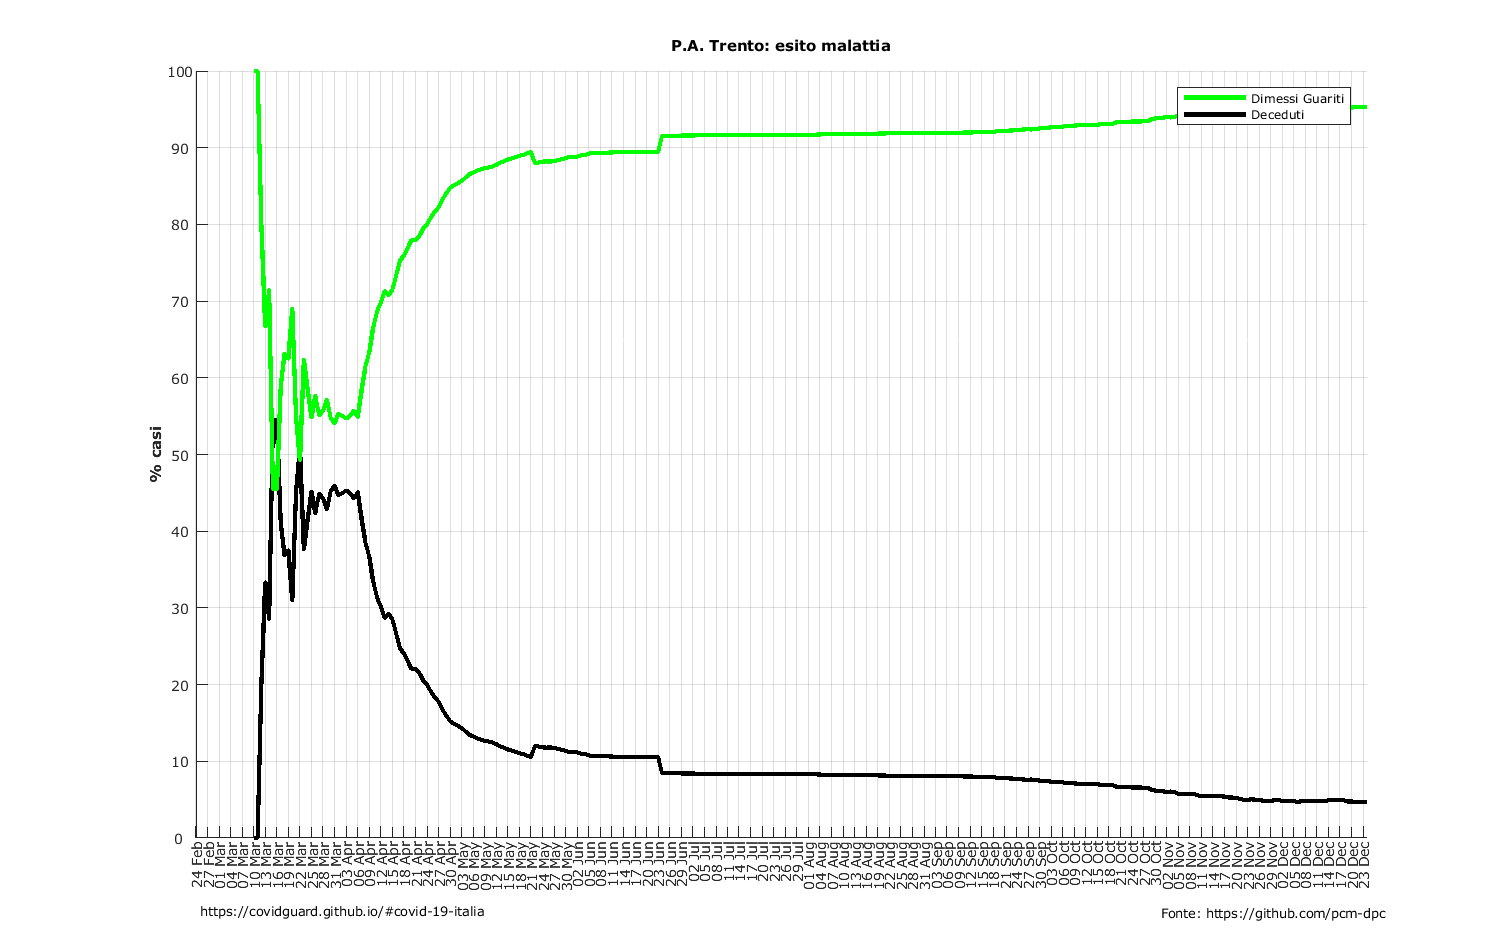 P.A. Trento: esito malattia
Dimessi Guariti
Deceduti
% casi
100
90
80
70
60
50
40
30
20
10
0
24 Feb
27 Feb
01 Mar
04 Mar
07 Mar
10 Mar
13 Mar
16 Mar
19 Mar
22 Mar
25 Mar
28 Mar
31 Mar
03 Apr
06 Apr
09 Apr
12 Apr
15 Apr
18 Apr
21 Apr
24 Apr
27 Apr
30 Apr
03 May
06 May
09 May
12 May
15 May
18 May
21 May
24 May
27 May
30 May
02 Jun
05 Jun
08 Jun
11 Jun
14 Jun
17 Jun
20 Jun
23 Jun
26 Jun
29 Jun
02 Jul
05 Jul
08 Jul
11 Jul
14 Jul
17 Jul
20 Jul
23 Jul
26 Jul
29 Jul
01 Aug
04 Aug
07 Aug
10 Aug
13 Aug
16 Aug
19 Aug
22 Aug
25 Aug
28 Aug
31 Aug
03 Sep
06 Sep
09 Sep
12 Sep
15 Sep
18 Sep
21 Sep
24 Sep
27 Sep
30 Sep
03 Oct
06 Oct
09 Oct
12 Oct
15 Oct
18 Oct
21 Oct
24 Oct
27 Oct
30 Oct
02 Nov
05 Nov
08 Nov
11 Nov
14 Nov
17 Nov
20 Nov
23 Nov
26 Nov
29 Nov
02 Dec
05 Dec
08 Dec
11 Dec
14 Dec
17 Dec
20 Dec
23 Dec
https://covidguard.github.io/#covid-19-italia
Fonte: https://github.com/pcm-dpc